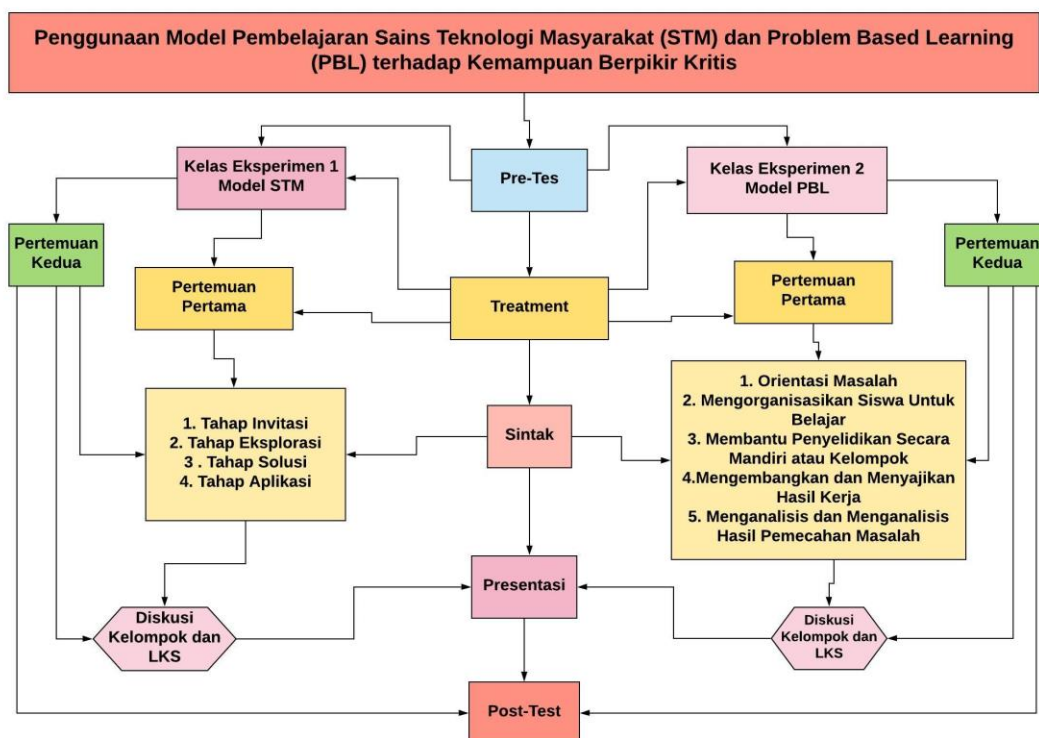 Penggunaan Model Pembelajaran Sains Teknologi Masyarakat (STM) dan Problem Based Learning
(PBL) terhadap Kemampuan Berpikir Kritis
Kelas Eksperimen 1
Model STM
Pre-Tes
Kelas Eksperimen 2
Model PBL
Pertemuan
Kedua
Pertemuan
Kedua
Pertemuan
Pertama
Treatment
Pertemuan
Pertama
1. Tahap Invitasi
2. Tahap Eksplorasi
3 . Tahap Solusi
4. Tahap Aplikasi
Sintak
1. Orientasi Masalah
2. Mengorganisasikan Siswa Untuk
Belajar
3. Membantu Penyelidikan Secara
Mandiri atau Kelompok
4.Mengembangkan dan Menyajikan
Hasil Kerja
5. Menganalisis dan Menganalisis
Hasil Pemecahan Masalah
Diskusi
Kelompok dan
LKS
Presentasi
Diskusi
Kelompok dan
LKS
Post-Test